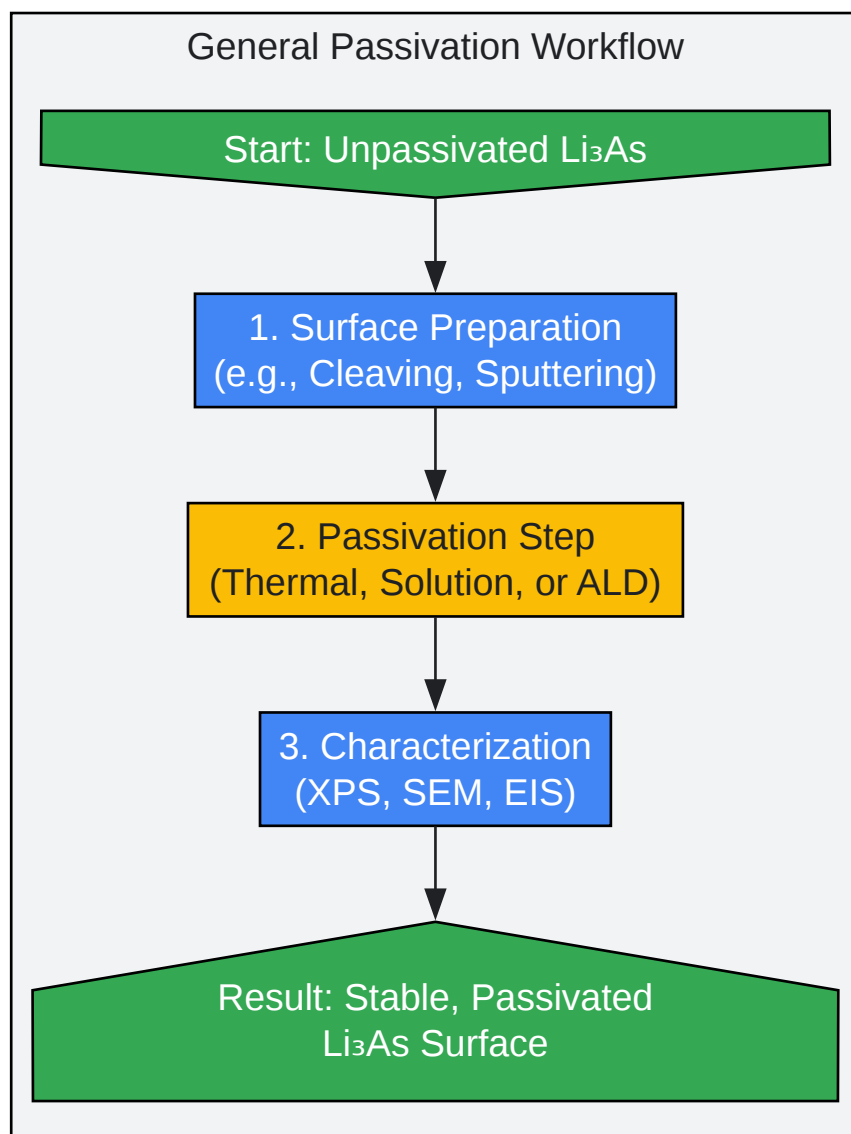 General Passivation Workflow
Start: Unpassivated Li₃As
1. Surface Preparation
(e.g., Cleaving, Sputtering)
2. Passivation Step
(Thermal, Solution, or ALD)
3. Characterization
(XPS, SEM, EIS)
Result: Stable, Passivated
Li₃As Surface